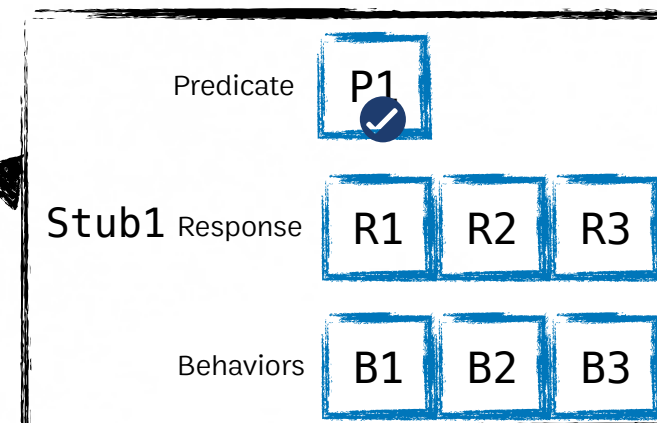 Predicate P1
Stub1 Response R1 R2 R3
Behaviors B1 B2 B3